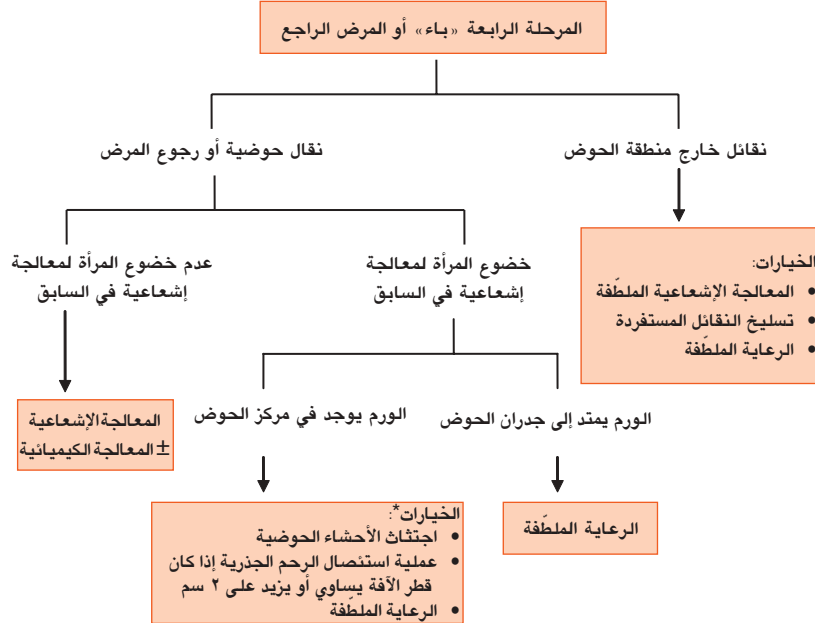 المرحلة الرابعة «باء» أو المرض الراجع
نقائل خارج منطقة الحوض
نقال حوضية أو رجوع المرض
الخيارات:
• المعالجة الإشعاعية الملطّفة
• تسليخ النقائل المستفردة
• الرعاية الملطّفة
خضوع المرأة لمعالجة
إشعاعية في السابق
عدم خضوع المرأة لمعالجة
إشعاعية في السابق
الورم يمتد إلى جدران الحوض
الورم يوجد في مركز الحوض
المعالجة الإشعاعية
± المعالجة الكيميائية
الرعاية الملطّفة
الخيارات*:
• اجتثاث الأحشاء الحوضية
• عملية استئصال الرحم الجذرية إذا كان
قطر الآفة يساوي أو يزيد على ٢ سم
• الرعاية الملطّفة